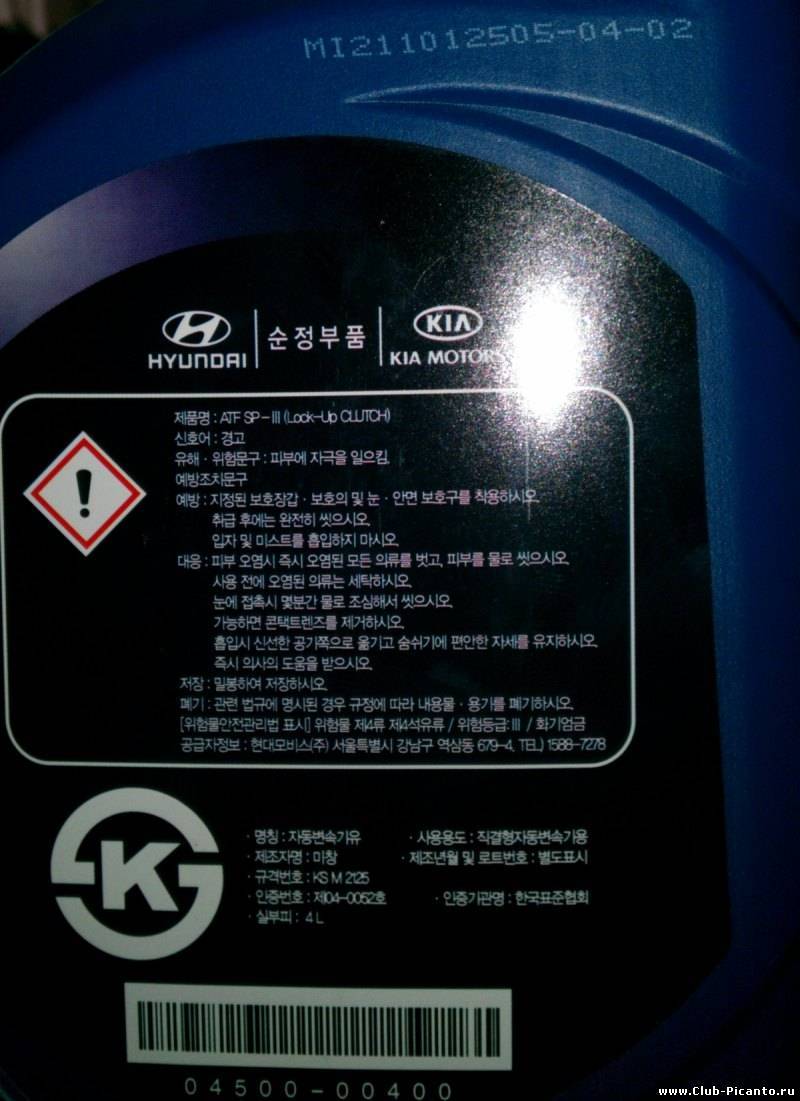 MI211012505-04-02
HYUNDAI 순정부품 KIA
KIA MOTORS
제품명 : ATF SP-III (Lock-Up CLUTCH)
신호어 : 경고
유해·위험문구 : 피부에 자극을 일으킴.
예방조치문구
예방 : 지정된 보호장갑·보호의 및 눈·안면 보호구를 착용하시오.
취급 후에는 완전히 씻으시오.
입자 및 미스트를 흡입하지 마시오.
대응 : 피부 오염시 즉시 오염된 모든 의류를 벗고, 피부를 물로 씻으시오.
사용 전에 오염된 의류는 세탁하시오.
눈에 접촉시 몇분간 물로 조심해서 씻으시오.
가능하면 콘택트렌즈를 제거하시오.
흡입시 신선한 공기쪽으로 옮기고 숨쉬기에 편안한 자세를 유지하시오.
즉시 의사의 도움을 받으시오.
저장 : 밀봉하여 저장하시오.
폐기 : 관련 법규에 명시된 경우 규정에 따라 내용물·용기를 폐기하시오.
[위험물안전관리법 표시] 위험물 제4류 제4석유류 / 위험등급: III / 화기엄금
공급자정보 : 현대모비스(주) 서울특별시 강남구 역삼동 679-4. TEL) 1588-7278
K
· 명칭 : 자동변속기유 · 사용용도 : 직결형자동변속기용
· 제조자명 : 미창 · 제조년월 및 로트번호 : 별도표시
· 규격번호 : KS M 2125
· 인증번호 : 제04-0052호 · 인증기관명 : 한국표준협회
· 실부피 : 4 L
04500-00400
www.Club-Picanto.ru